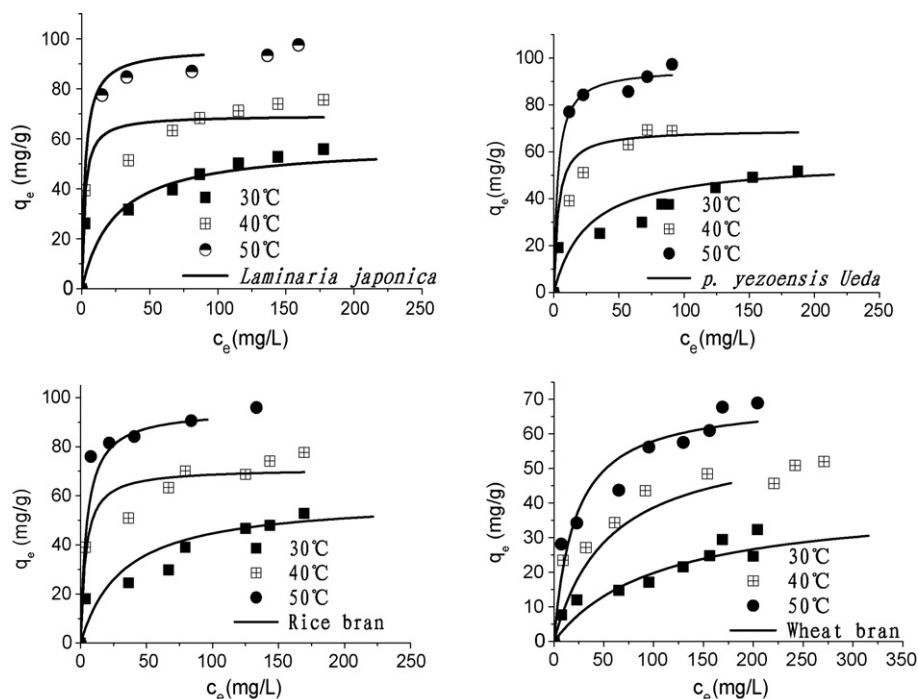 100
80
60
40
20
0
qe (mg/g)
30℃
40℃
50℃
Laminaria japonica
0 50 100 150 200 250
ce(mg/L)
100
80
60
40
20
0
qe (mg/g)
30℃
40℃
50℃
p. yezoensis Ueda
0 50 100 150 200 250
ce(mg/L)
100
80
60
40
20
0
qe (mg/g)
30℃
40℃
50℃
Rice bran
0 50 100 150 200 250
ce(mg/L)
70
60
50
40
30
20
10
0
qe (mg/g)
30℃
40℃
50℃
Wheat bran
0 50 100 150 200 250 300 350
ce(mg/L)